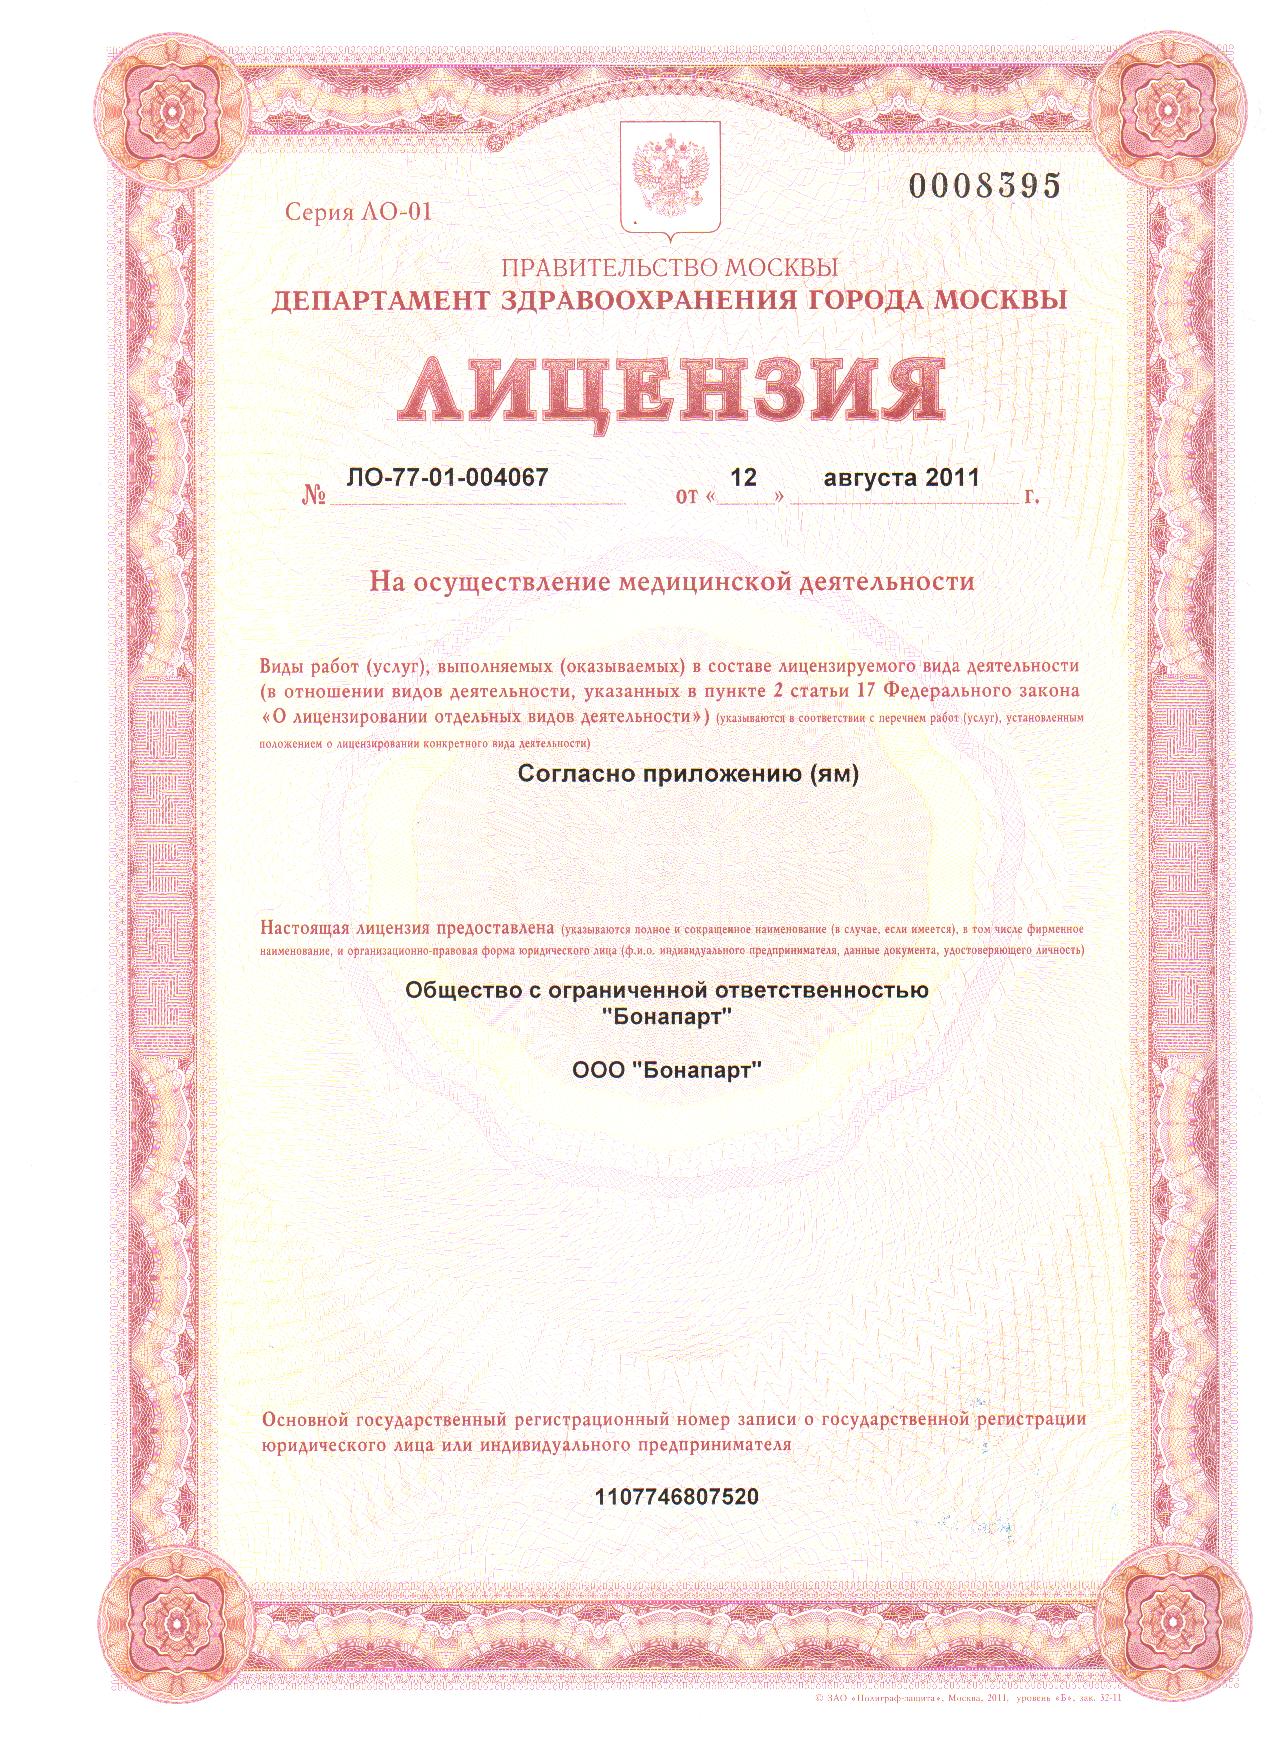 Серия ЛО-01
0008395
ПРАВИТЕЛЬСТВО МОСКВЫ
ДЕПАРТАМЕНТ ЗДРАВООХРАНЕНИЯ ГОРОДА МОСКВЫ
ЛИЦЕНЗИЯ
№ ЛО-77-01-004067 от « 12 » августа 2011 г.
На осуществление медицинской деятельности
Виды работ (услуг), выполняемых (оказываемых) в составе лицензируемого вида деятельности
(в отношении видов деятельности, указанных в пункте 2 статьи 17 Федерального закона
«О лицензировании отдельных видов деятельности») (указываются в соответствии с перечнем работ (услуг), установленным
положением о лицензировании конкретного вида деятельности)
Согласно приложению (ям)
Настоящая лицензия предоставлена (указываются полное и сокращенное наименование (в случае, если имеется), в том числе фирменное
наименование, и организационно-правовая форма юридического лица (ф.и.о. индивидуального предпринимателя, данные документа, удостоверяющего личность)
Общество с ограниченной ответственностью
"Бонапарт"
ООО "Бонапарт"
Основной государственный регистрационный номер записи о государственной регистрации
юридического лица или индивидуального предпринимателя
1107746807520
© ЗАО «Полиграф-защита», Москва, 2011, уровень «Б», зак. 32-11